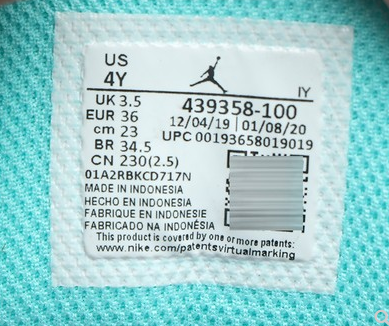 US
4Y
IY
UK 3.5
EUR 36
cm 23
BR 34.5
CN 230(2.5)
439358-100
12/04/19 | 01/08/20
UPC 00193658019019
01A2RBKCD717N
MADE IN INDONESIA
HECHO EN INDONESIA
FABRIQUE EN INDONESIE
FABRICADO NA INDONÉSIA
This product is covered by one or more patents:
www.nike.com/patentsvirtualmarking